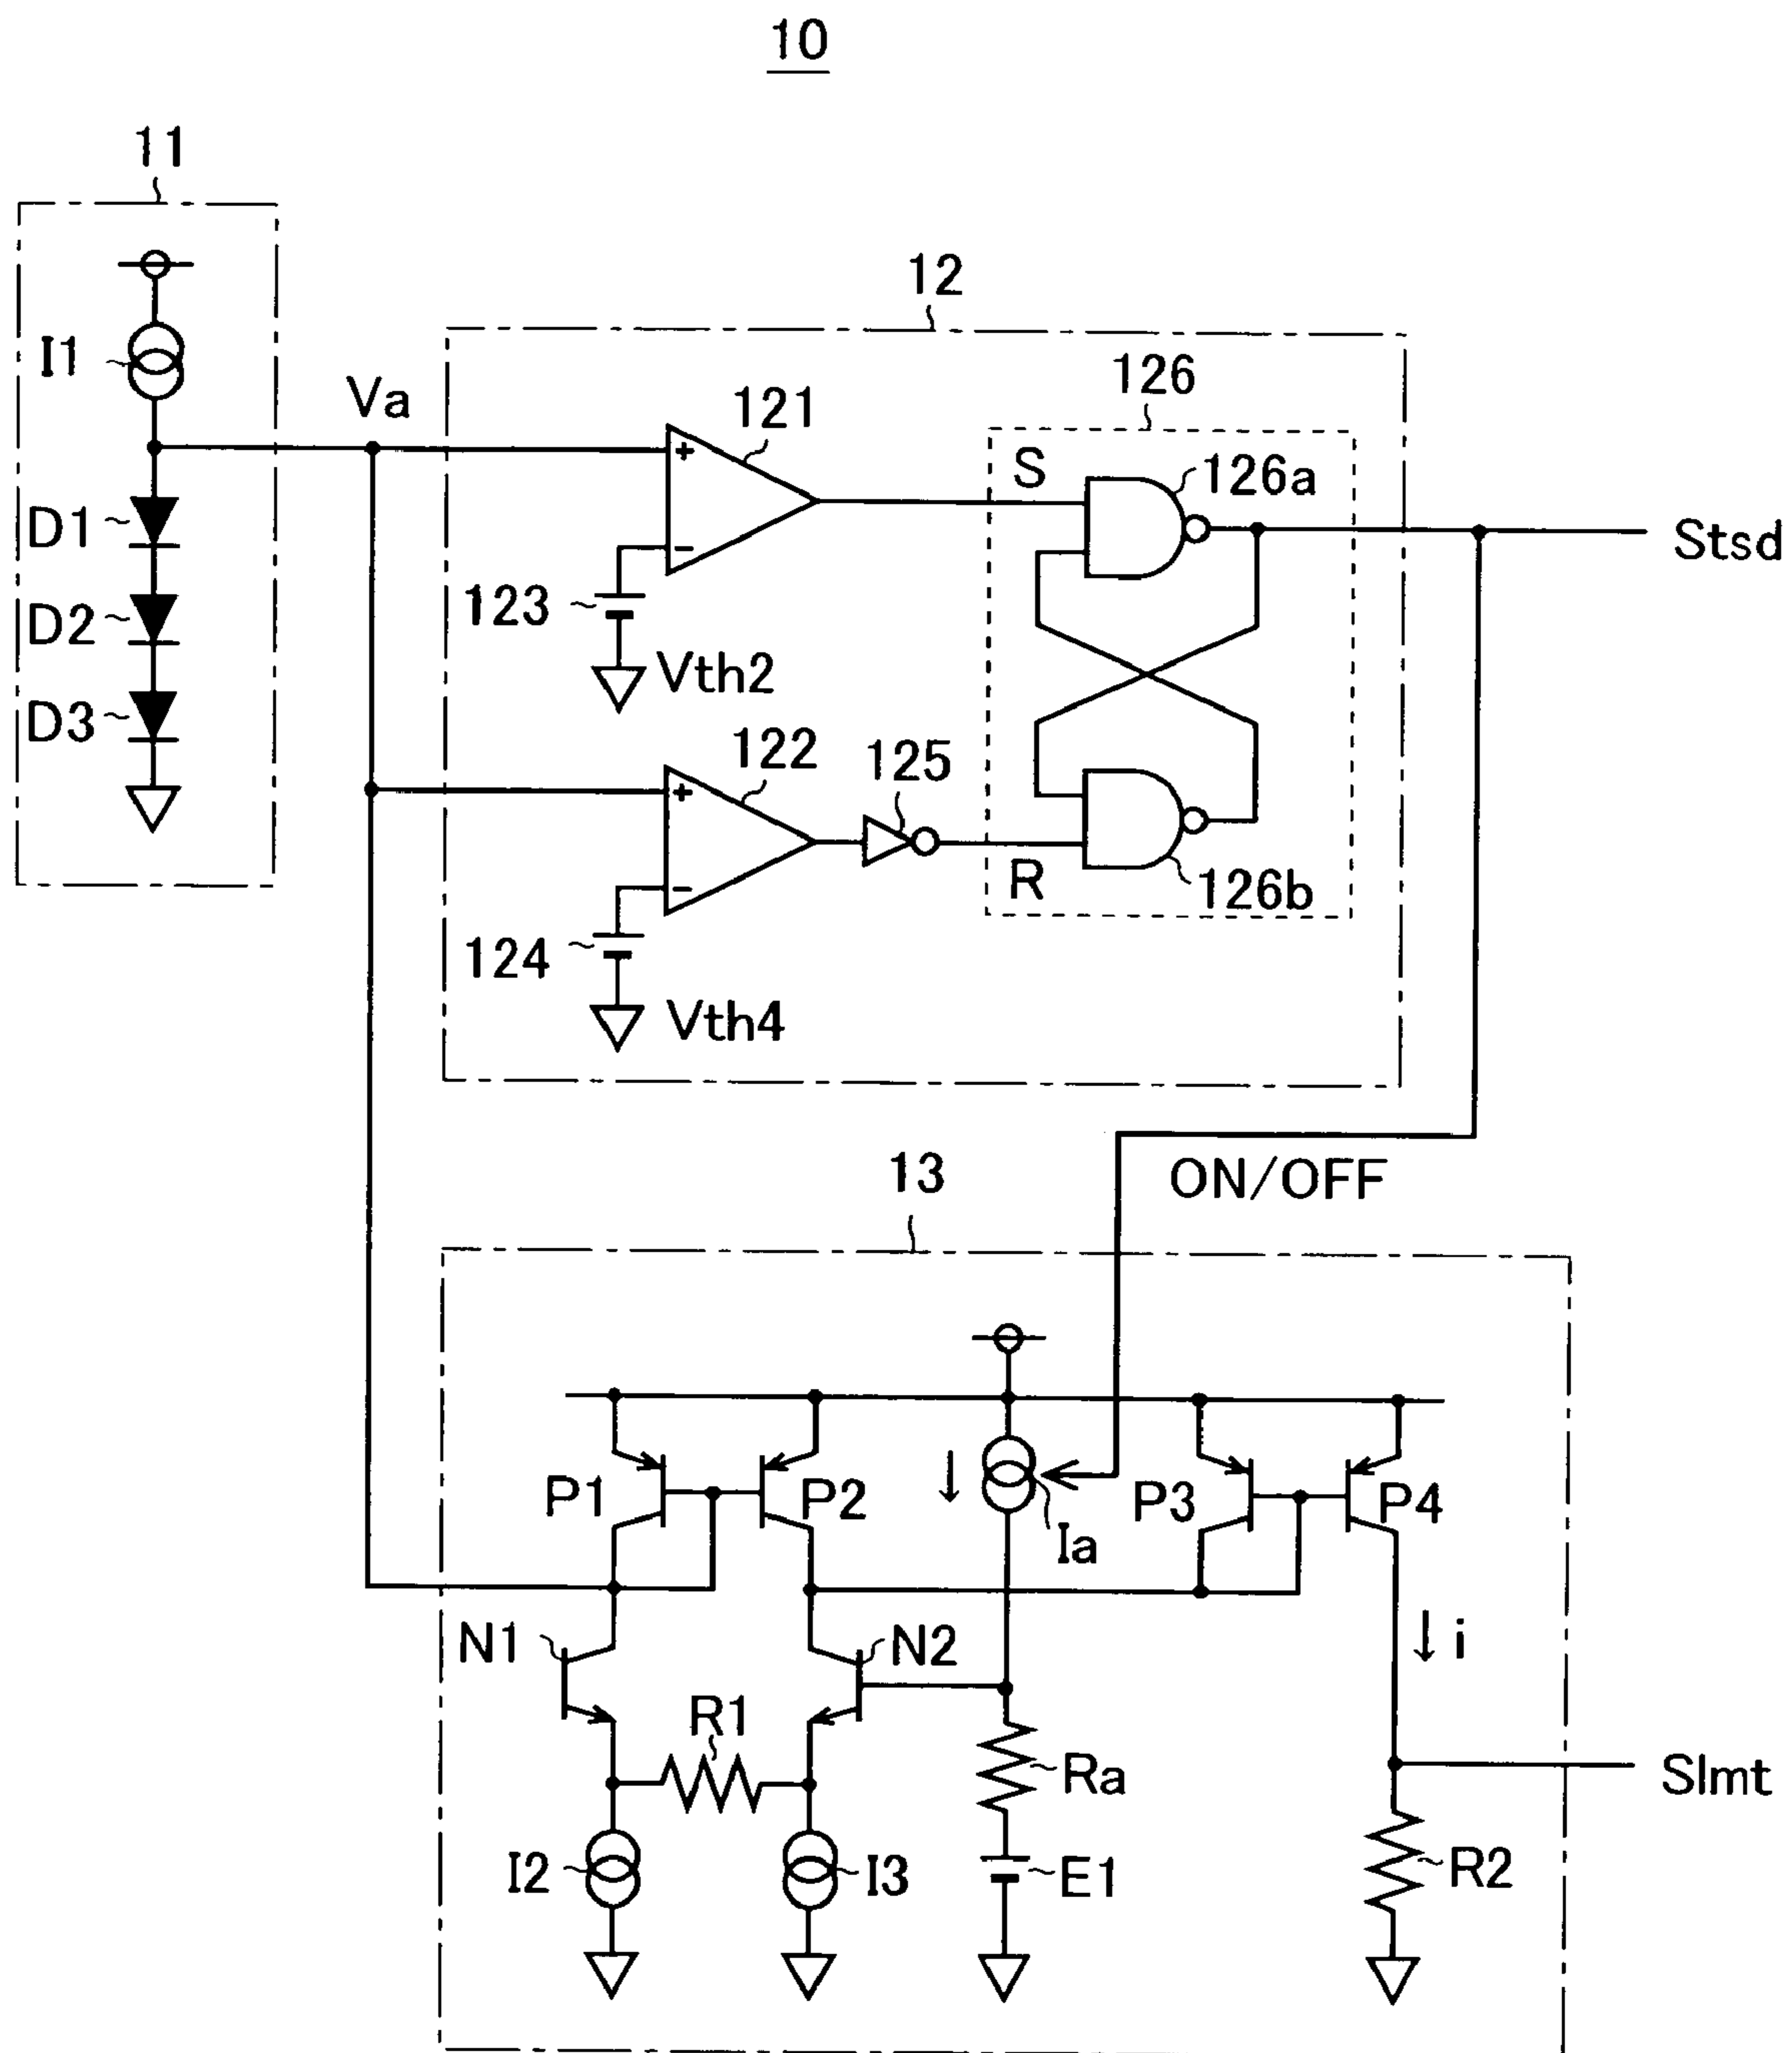 10
11
I1
Va
D1
D2
D3
12
121
+
-
123
Vth2
122
+
-
125
124
Vth4
126
S
126a
R
126b
Stsd
13
ON/OFF
P1
P2
Ia
P3
P4
N1
N2
i
R1
Ra
Slmt
I2
I3
E1
R2